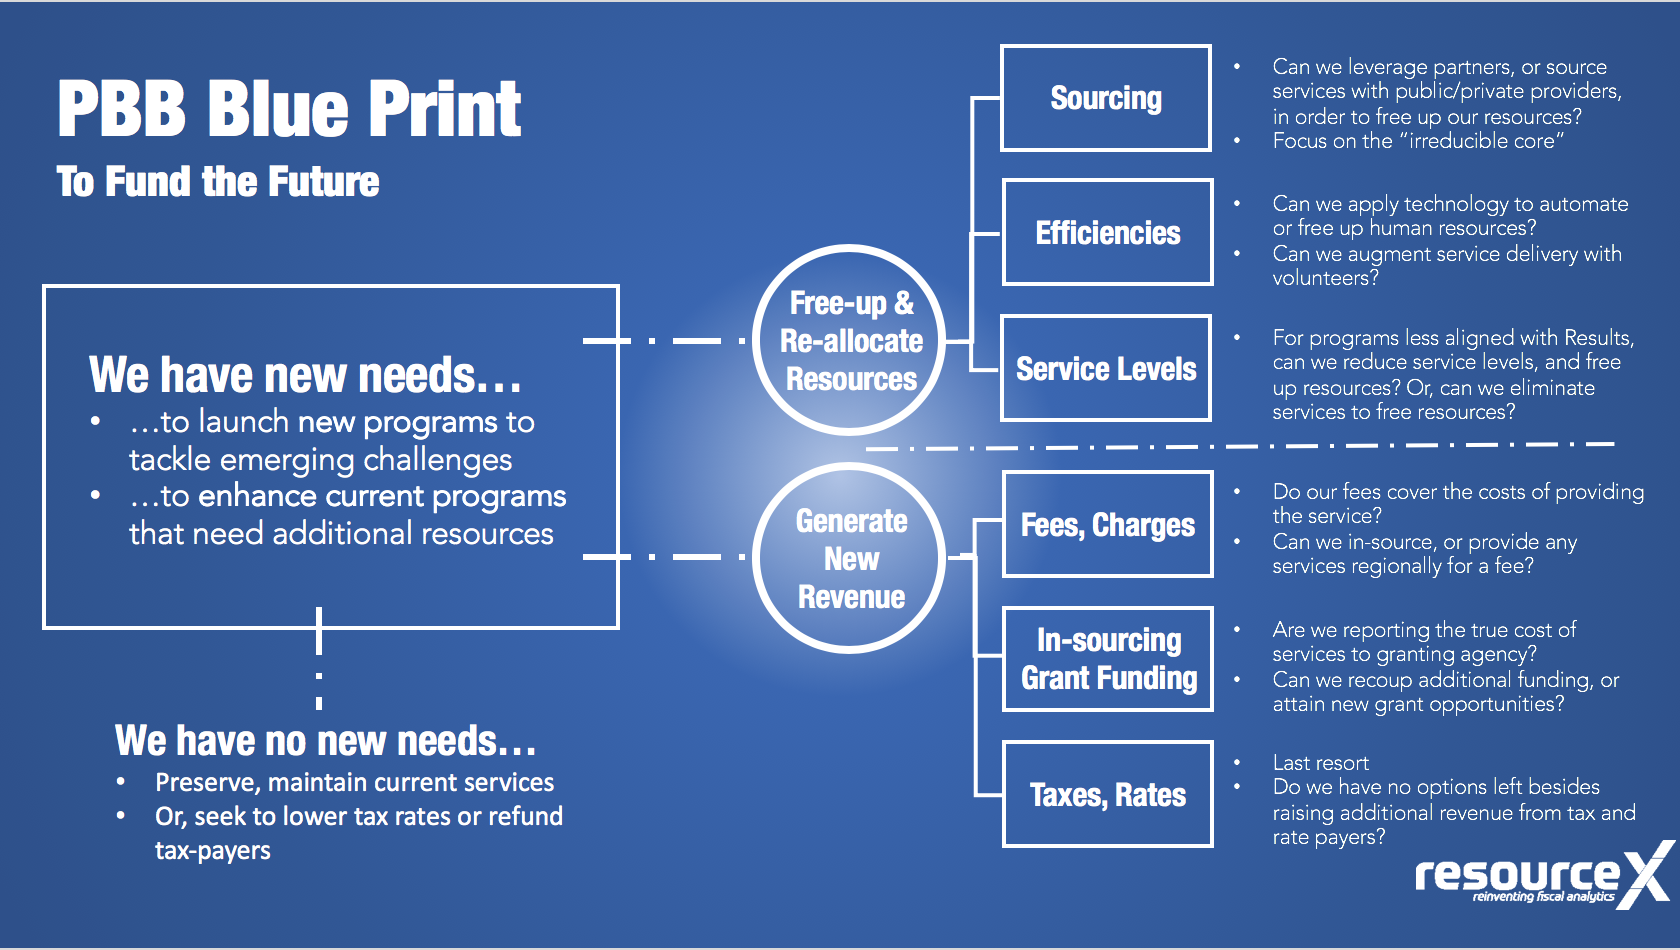 PBB Blue Print
To Fund the Future
We have new needs...
• ...to launch new programs to
tackle emerging challenges
• ...to enhance current programs
that need additional resources
We have no new needs...
• Preserve, maintain current services
• Or, seek to lower tax rates or refund
tax-payers
Free-up &
Re-allocate
Resources
Sourcing
• Can we leverage partners, or source
services with public/private providers,
in order to free up our resources?
• Focus on the “irreducible core”
Efficiencies
• Can we apply technology to automate
or free up human resources?
• Can we augment service delivery with
volunteers?
Service Levels
• For programs less aligned with Results,
can we reduce service levels, and free
up resources? Or, can we eliminate
services to free resources?
Generate
New
Revenue
Fees, Charges
• Do our fees cover the costs of providing
the service?
• Can we in-source, or provide any
services regionally for a fee?
In-sourcing
Grant Funding
• Are we reporting the true cost of
services to granting agency?
• Can we recoup additional funding, or
attain new grant opportunities?
Taxes, Rates
• Last resort
• Do we have no options left besides
raising additional revenue from tax and
rate payers?
resourceX
reinventing fiscal analytics